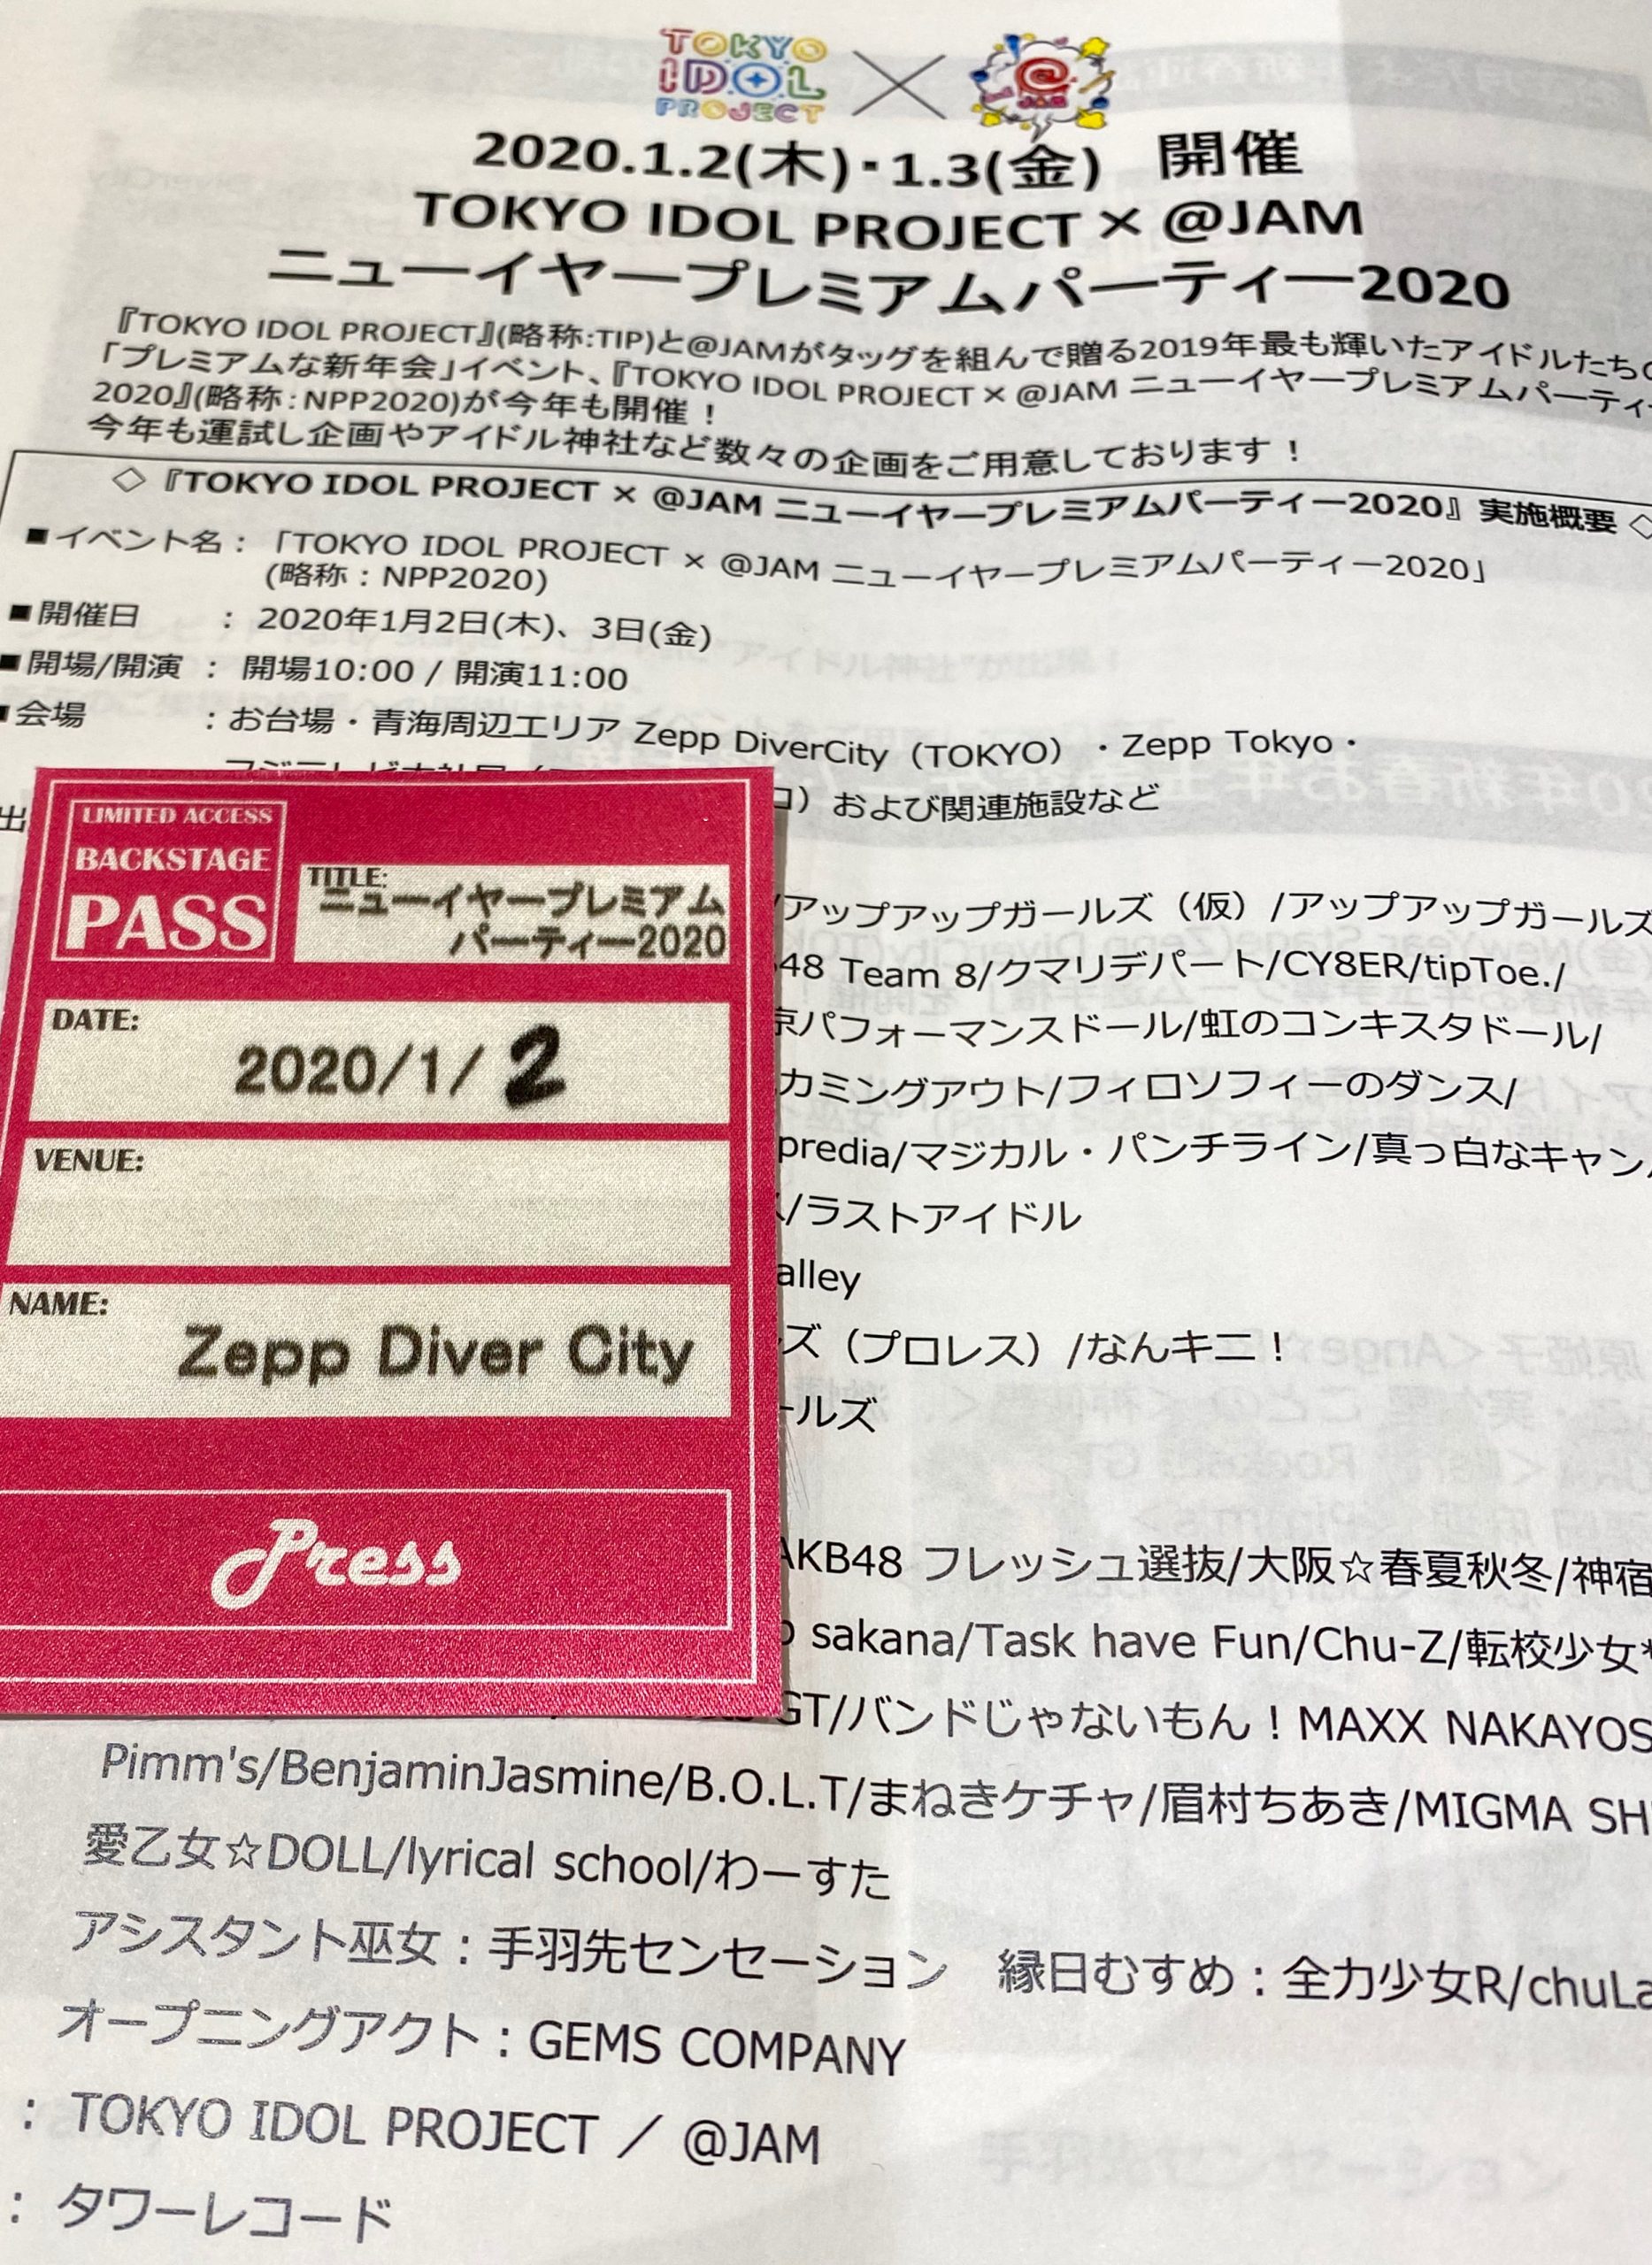 TOKYO
IDOL
PROJECT
@
JAM
2020.1.2(木)・1.3(金) 開催
TOKYO IDOL PROJECT × @JAM
ニューイヤープレミアムパーティー2020
『TOKYO IDOL PROJECT』(略称:TIP)と@JAMがタッグを組んで贈る2019年最も輝いたアイドルたちの
「プレミアムな新年会」イベント、『TOKYO IDOL PROJECT × @JAM ニューイヤープレミアムパーティー
2020』(略称:NPP2020)が今年も開催！
今年も運試し企画やアイドル神社など数々の企画をご用意しております！
◇『TOKYO IDOL PROJECT × @JAM ニューイヤープレミアムパーティー2020』実施概要◇
■イベント名：「TOKYO IDOL PROJECT × @JAM ニューイヤープレミアムパーティー2020」
(略称：NPP2020)
■開催日 ： 2020年1月2日(木)、3日(金)
■開場/開演 ： 開場10:00 / 開演11:00
■会場 ：お台場・青海周辺エリア Zepp DiverCity（TOKYO）・Zepp Tokyo・
ロ）および関連施設など
出
/アップアップガールズ（仮）/アップアップガールズ
48 Team 8/クマリデパート/CY8ER/tipToe./
京パフォーマンスドール/虹のコンキスタドール/
カミングアウト/フィロソフィーのダンス/
predia/マジカル・パンチライン/真っ白なキャン
/ラストアイドル
alley
ズ（プロレス）/なんキニ！
ールズ
AKB48 フレッシュ選抜/大阪☆春夏秋冬/神宿
sakana/Task have Fun/Chu-Z/転校少女*
GT/バンドじゃないもん！MAXX NAKAYOS
Pimm's/BenjaminJasmine/B.O.L.T/まねきケチャ/眉村ちあき/MIGMA SH
愛乙女☆DOLL/lyrical school/わーすた
アシスタント巫女：手羽先センセーション 縁日むすめ：全力少女R/chuLa
オープニングアクト：GEMS COMPANY
： TOKYO IDOL PROJECT ／ @JAM
： タワーレコード
LIMITED ACCESS
BACKSTAGE
PASS
TITLE:
ニューイヤープレミアム
パーティー2020
DATE:
2020/1/2
VENUE:
NAME:
Zepp Diver City
Press